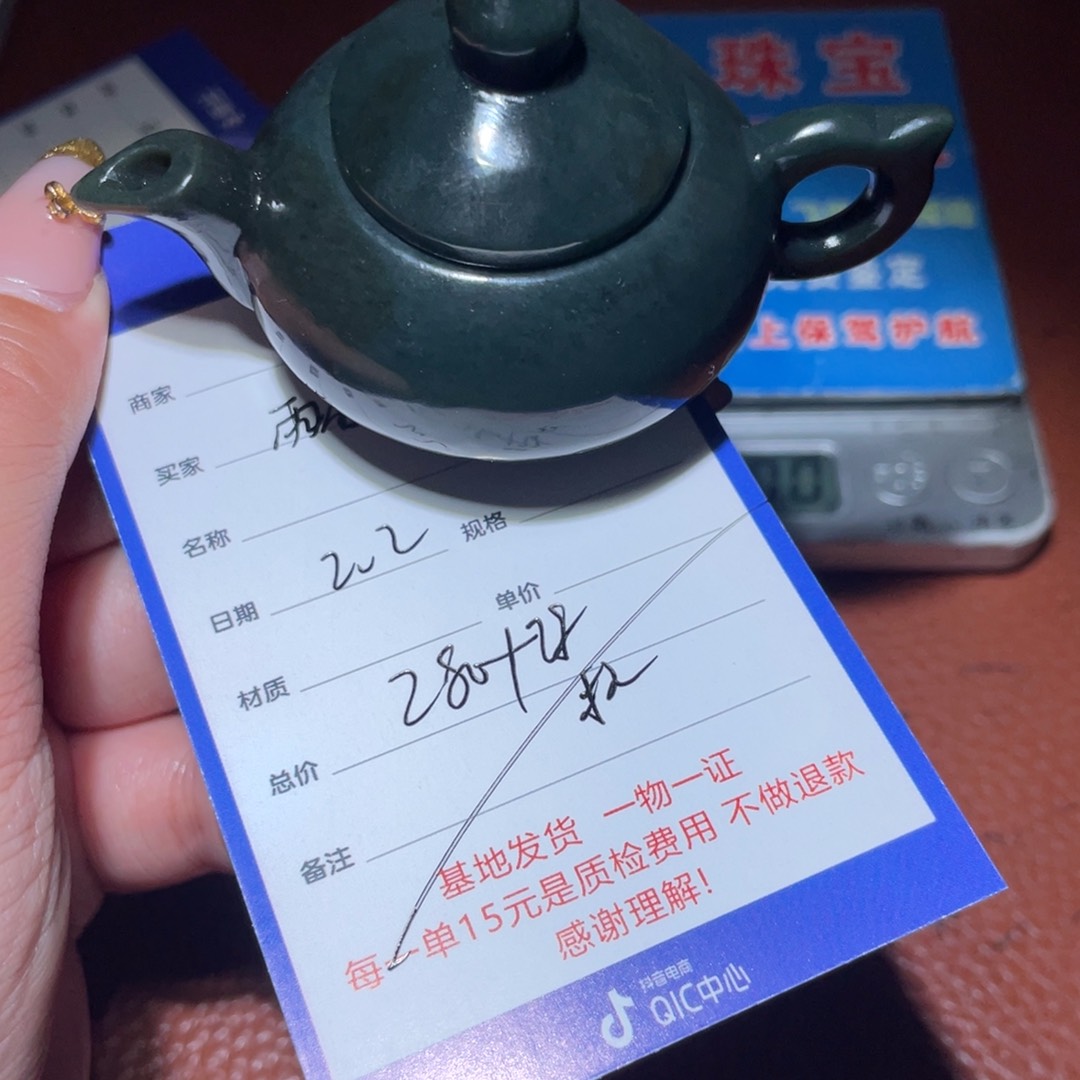 珠宝
鉴定
上保驾护航
商家
买家
名称
2.2
规格
日期
单价
材质
280+
总价
备注
基地发货 一物一证
每一单15元是质检费用 不做退款
感谢理解!
抖音电商
QIC中心